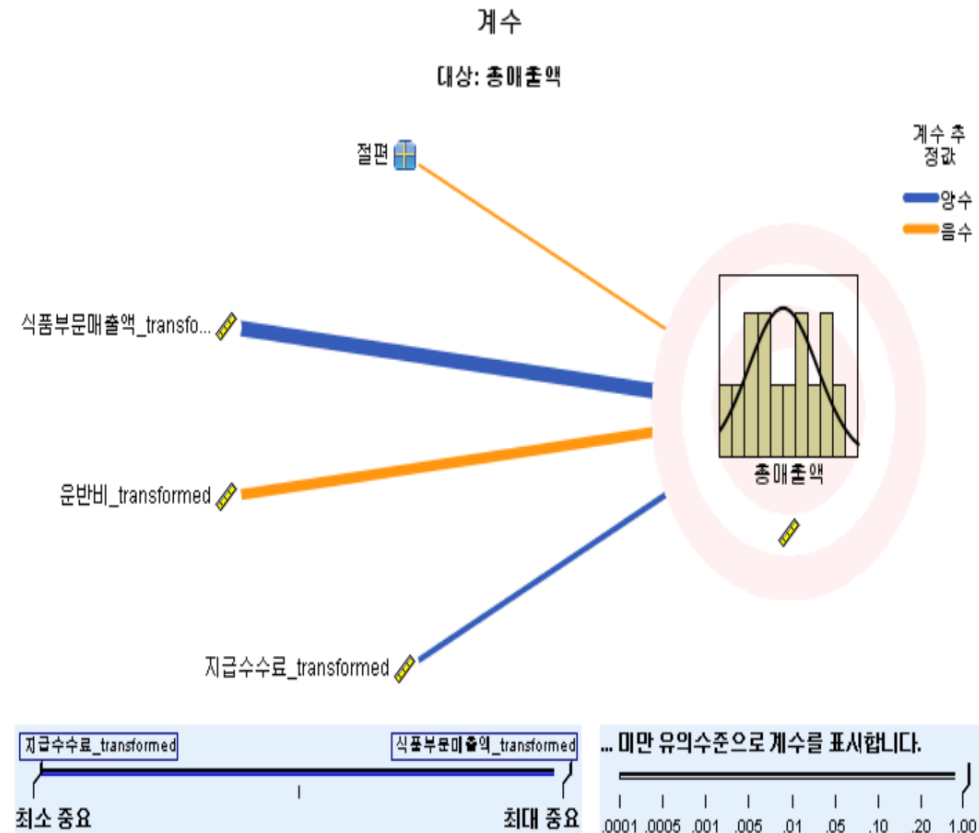 계수
대상: 총매출액
절편
계수 추
정값
양수
음수
식품부문매출액_transfo...
운반비_transformed
총매출액
지급수수료_transformed
지급수수료_transformed
식품부문매출액_transformed
최소 중요
최대 중요
... 미만 유의수준으로 계수를 표시합니다.
.0001 .0005 .001 .005 .01 .05 .10 .20 1.00